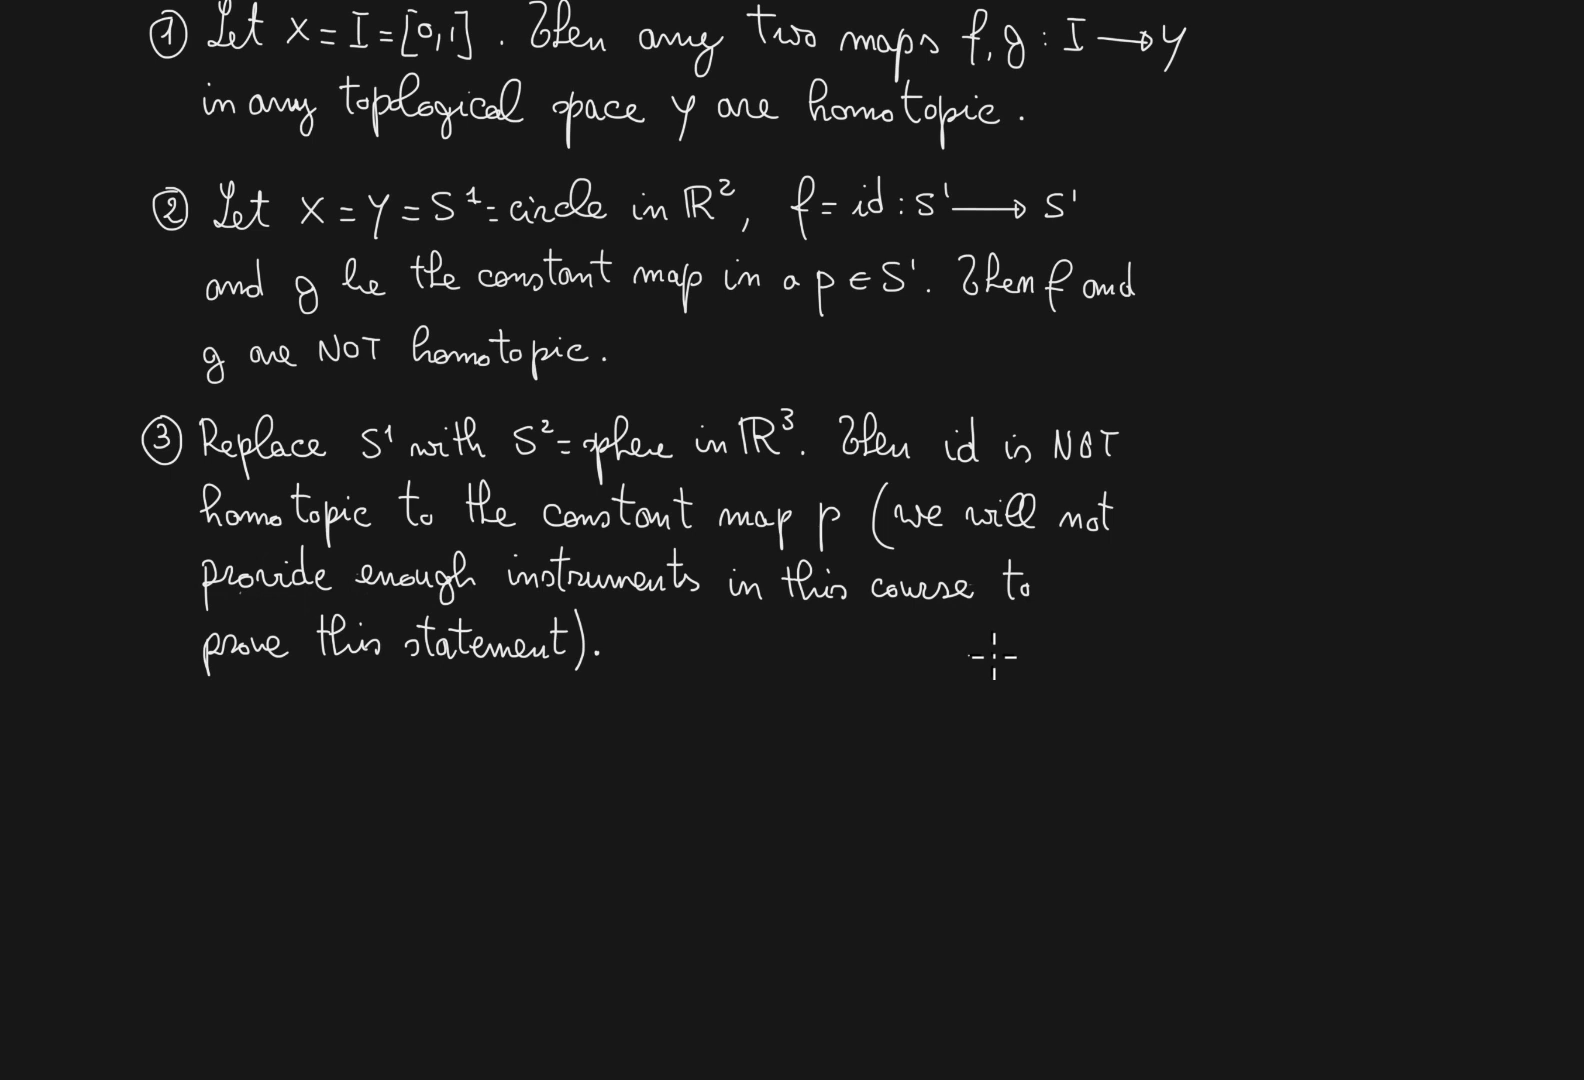 ① Let X = I = [0,1] . Then any two maps f, g : I → Y
in any toplogical space Y are homotopic .
② Let X = Y = S¹ = circle in ℝ², f = id : S¹ → S¹
and g be the constant map in a p ∈ S¹. Then f and
g are NOT homotopic .
③ Replace S¹ with S² = sphere in ℝ³. Then id is NOT
homotopic to the constant map p (we will not
provide enough instruments in this course to
prove this statement).